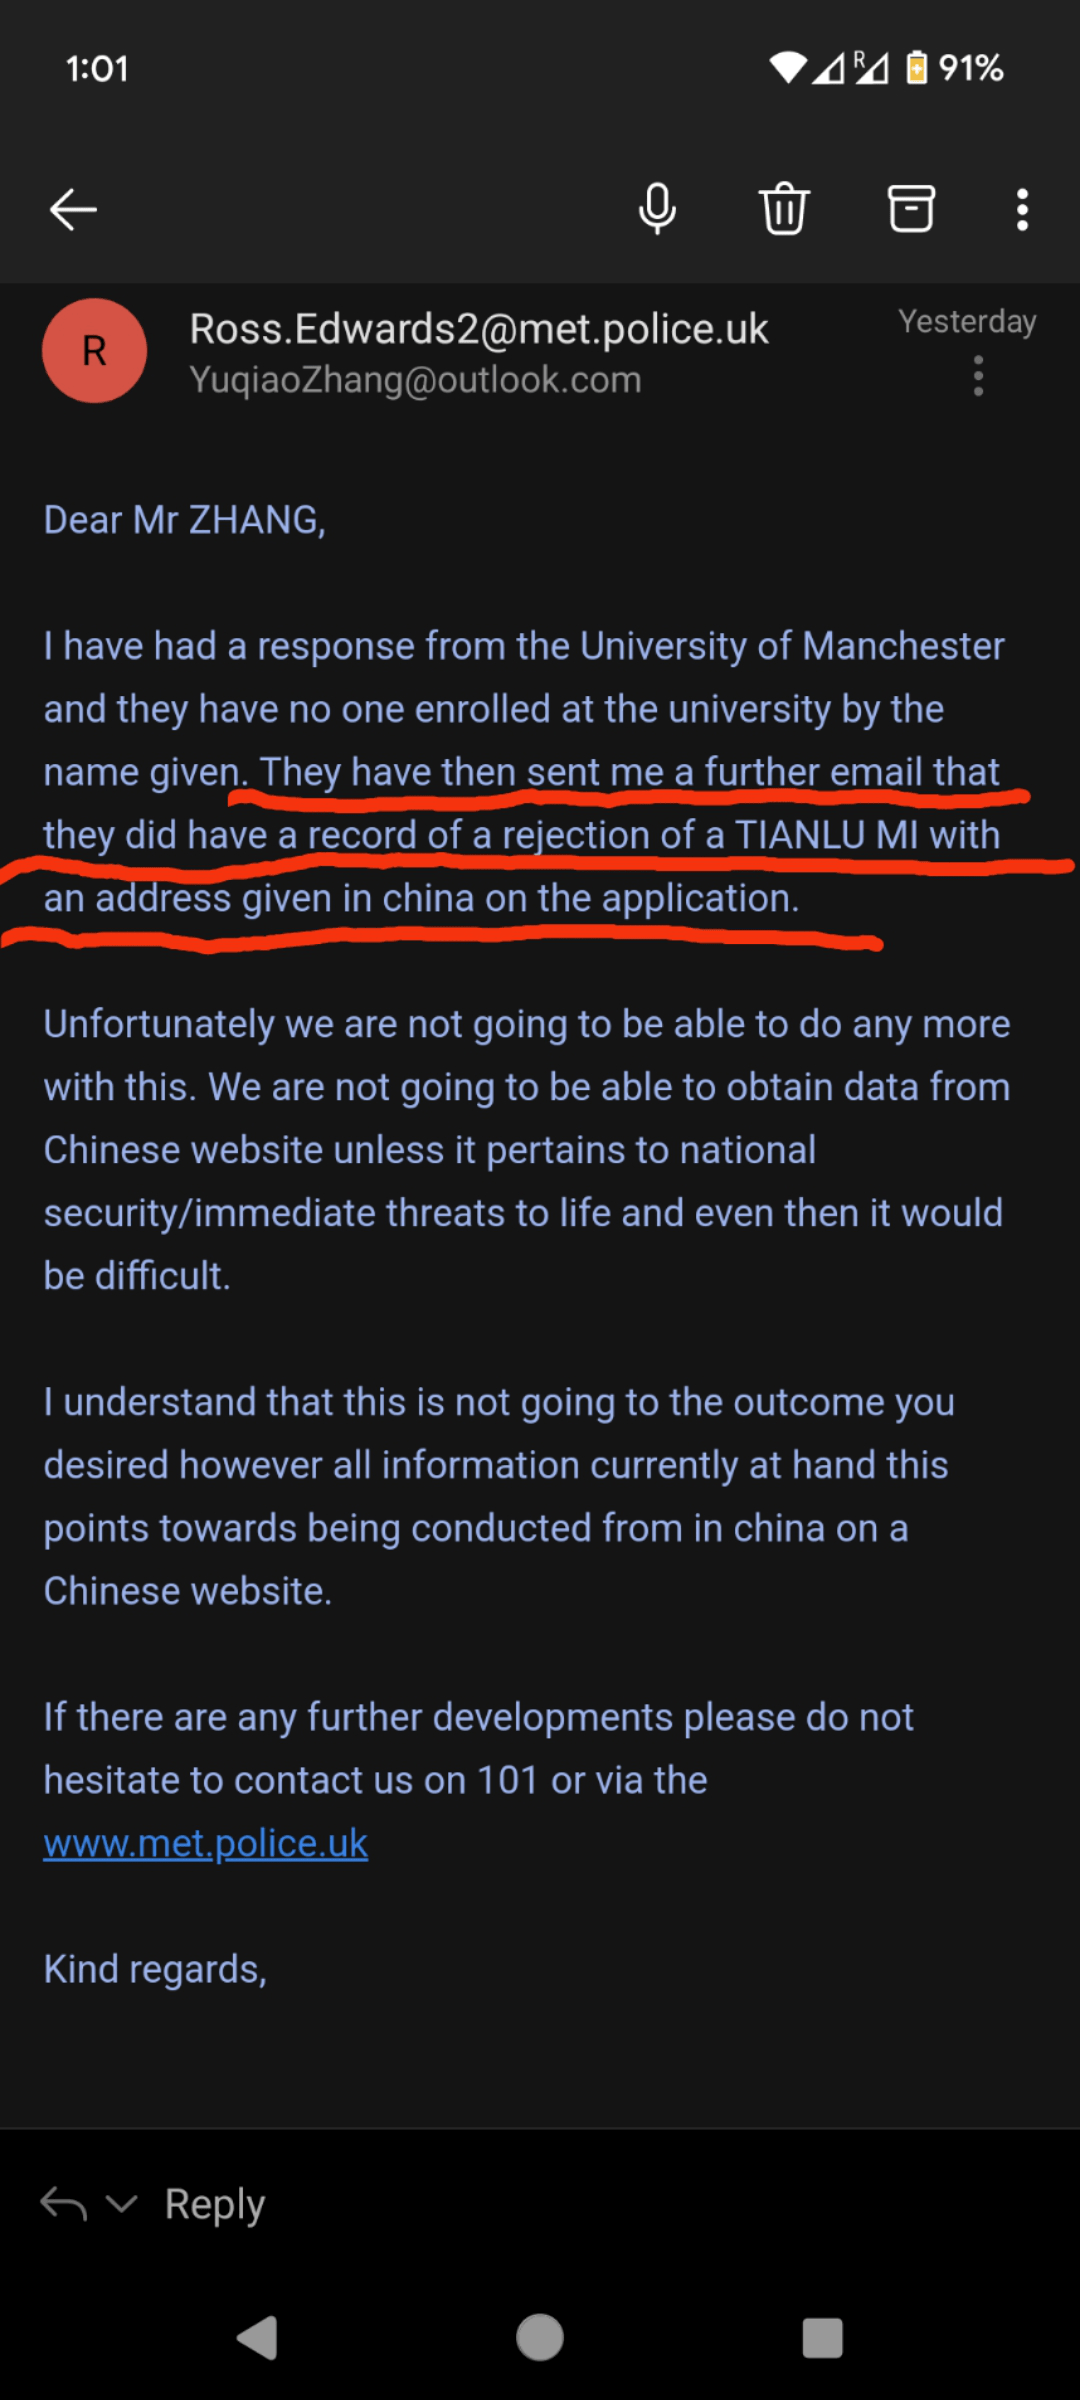 1:01
R
91%
R
Ross.Edwards2@met.police.uk
Yesterday
YuqiaoZhang@outlook.com
Dear Mr ZHANG,
I have had a response from the University of Manchester
and they have no one enrolled at the university by the
name given. They have then sent me a further email that
they did have a record of a rejection of a TIANLU MI with
an address given in china on the application.
Unfortunately we are not going to be able to do any more
with this. We are not going to be able to obtain data from
Chinese website unless it pertains to national
security/immediate threats to life and even then it would
be difficult.
I understand that this is not going to the outcome you
desired however all information currently at hand this
points towards being conducted from in china on a
Chinese website.
If there are any further developments please do not
hesitate to contact us on 101 or via the
www.met.police.uk
Kind regards,
Reply